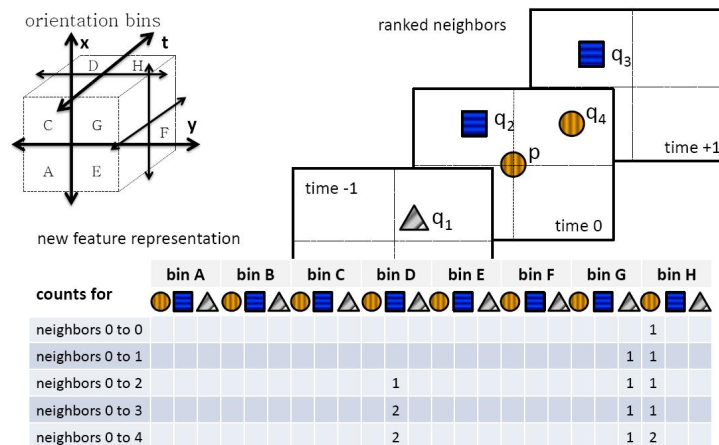 orientation bins
ranked neighbors
x
t
D
H
C
G
y
F
A
E
q3
q2
q4
p
time +1
time -1
time 0
q1
new feature representation
bin A bin B bin C bin D bin E bin F bin G bin H
counts for
neighbors 0 to 0 1
neighbors 0 to 1 1 1
neighbors 0 to 2 1 1 1
neighbors 0 to 3 2 1 1
neighbors 0 to 4 2 1 2